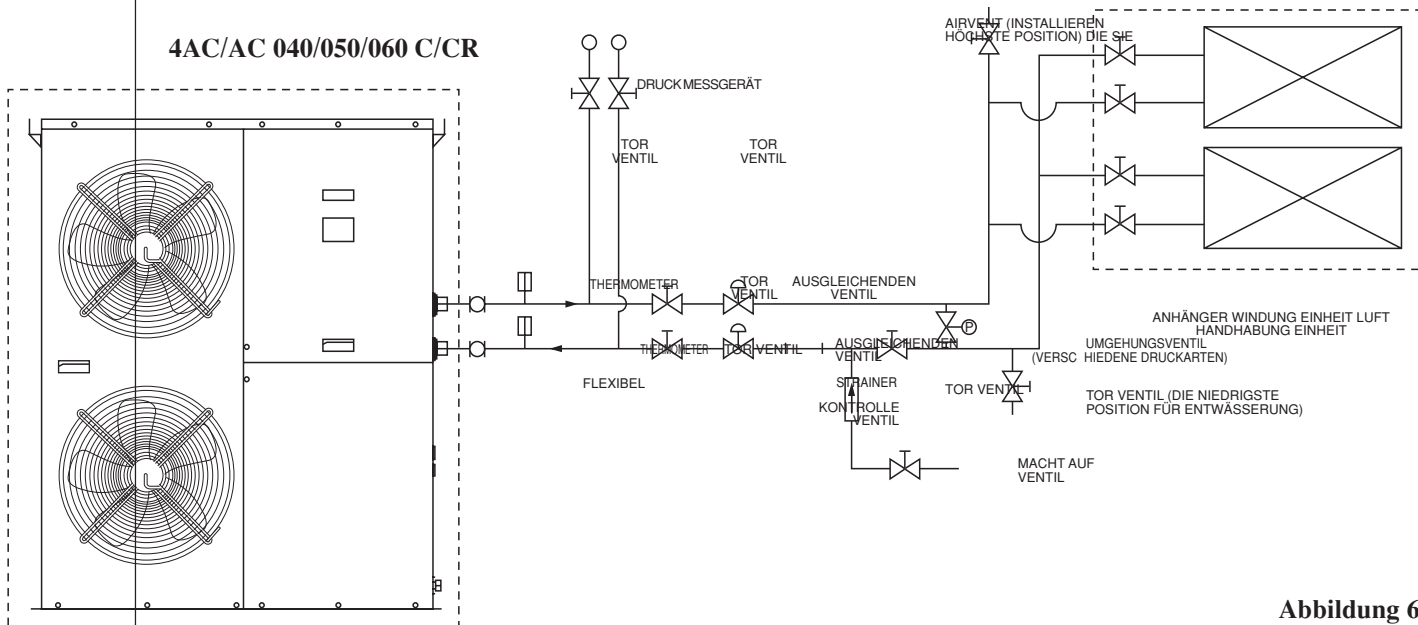 4AC/AC 040/050/060 C/CR
AIRVENT (INSTALLIEREN
HÖCHSTE POSITION) DIE SIE
DRUCKMESSGERÄT
TOR
VENTIL
TOR
VENTIL
THERMOMETER
TOR
VENTIL
AUSGLEICHENDEN
VENTIL
P
ANHÄNGER WINDUNG EINHEIT LUFT
HANDHABUNG EINHEIT
THERMOMETER
TOR VENTIL
AUSGLEICHENDEN
VENTIL
UMGEHUNGSVENTIL
(VERSC HIEDENE DRUCKARTEN)
FLEXIBEL
STRAINER
TOR VENTIL
TOR VENTIL (DIE NIEDRIGSTE
POSITION FÜR ENTWÄSSERUNG)
KONTROLLE
VENTIL
MACHT AUF
VENTIL
Abbildung 6